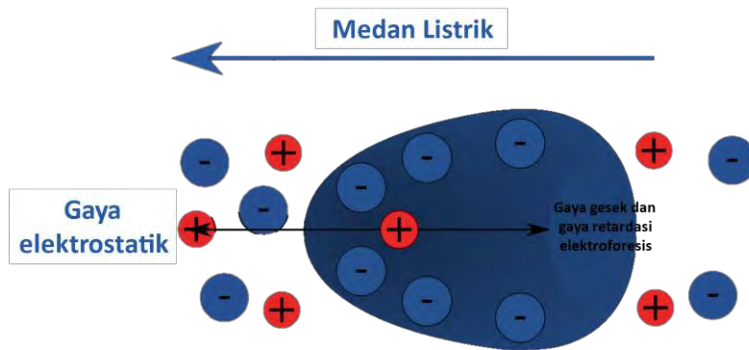 Medan Listrik
Gaya
elektrostatik
Gaya gesek dan
gaya retardasi
elektroforesis